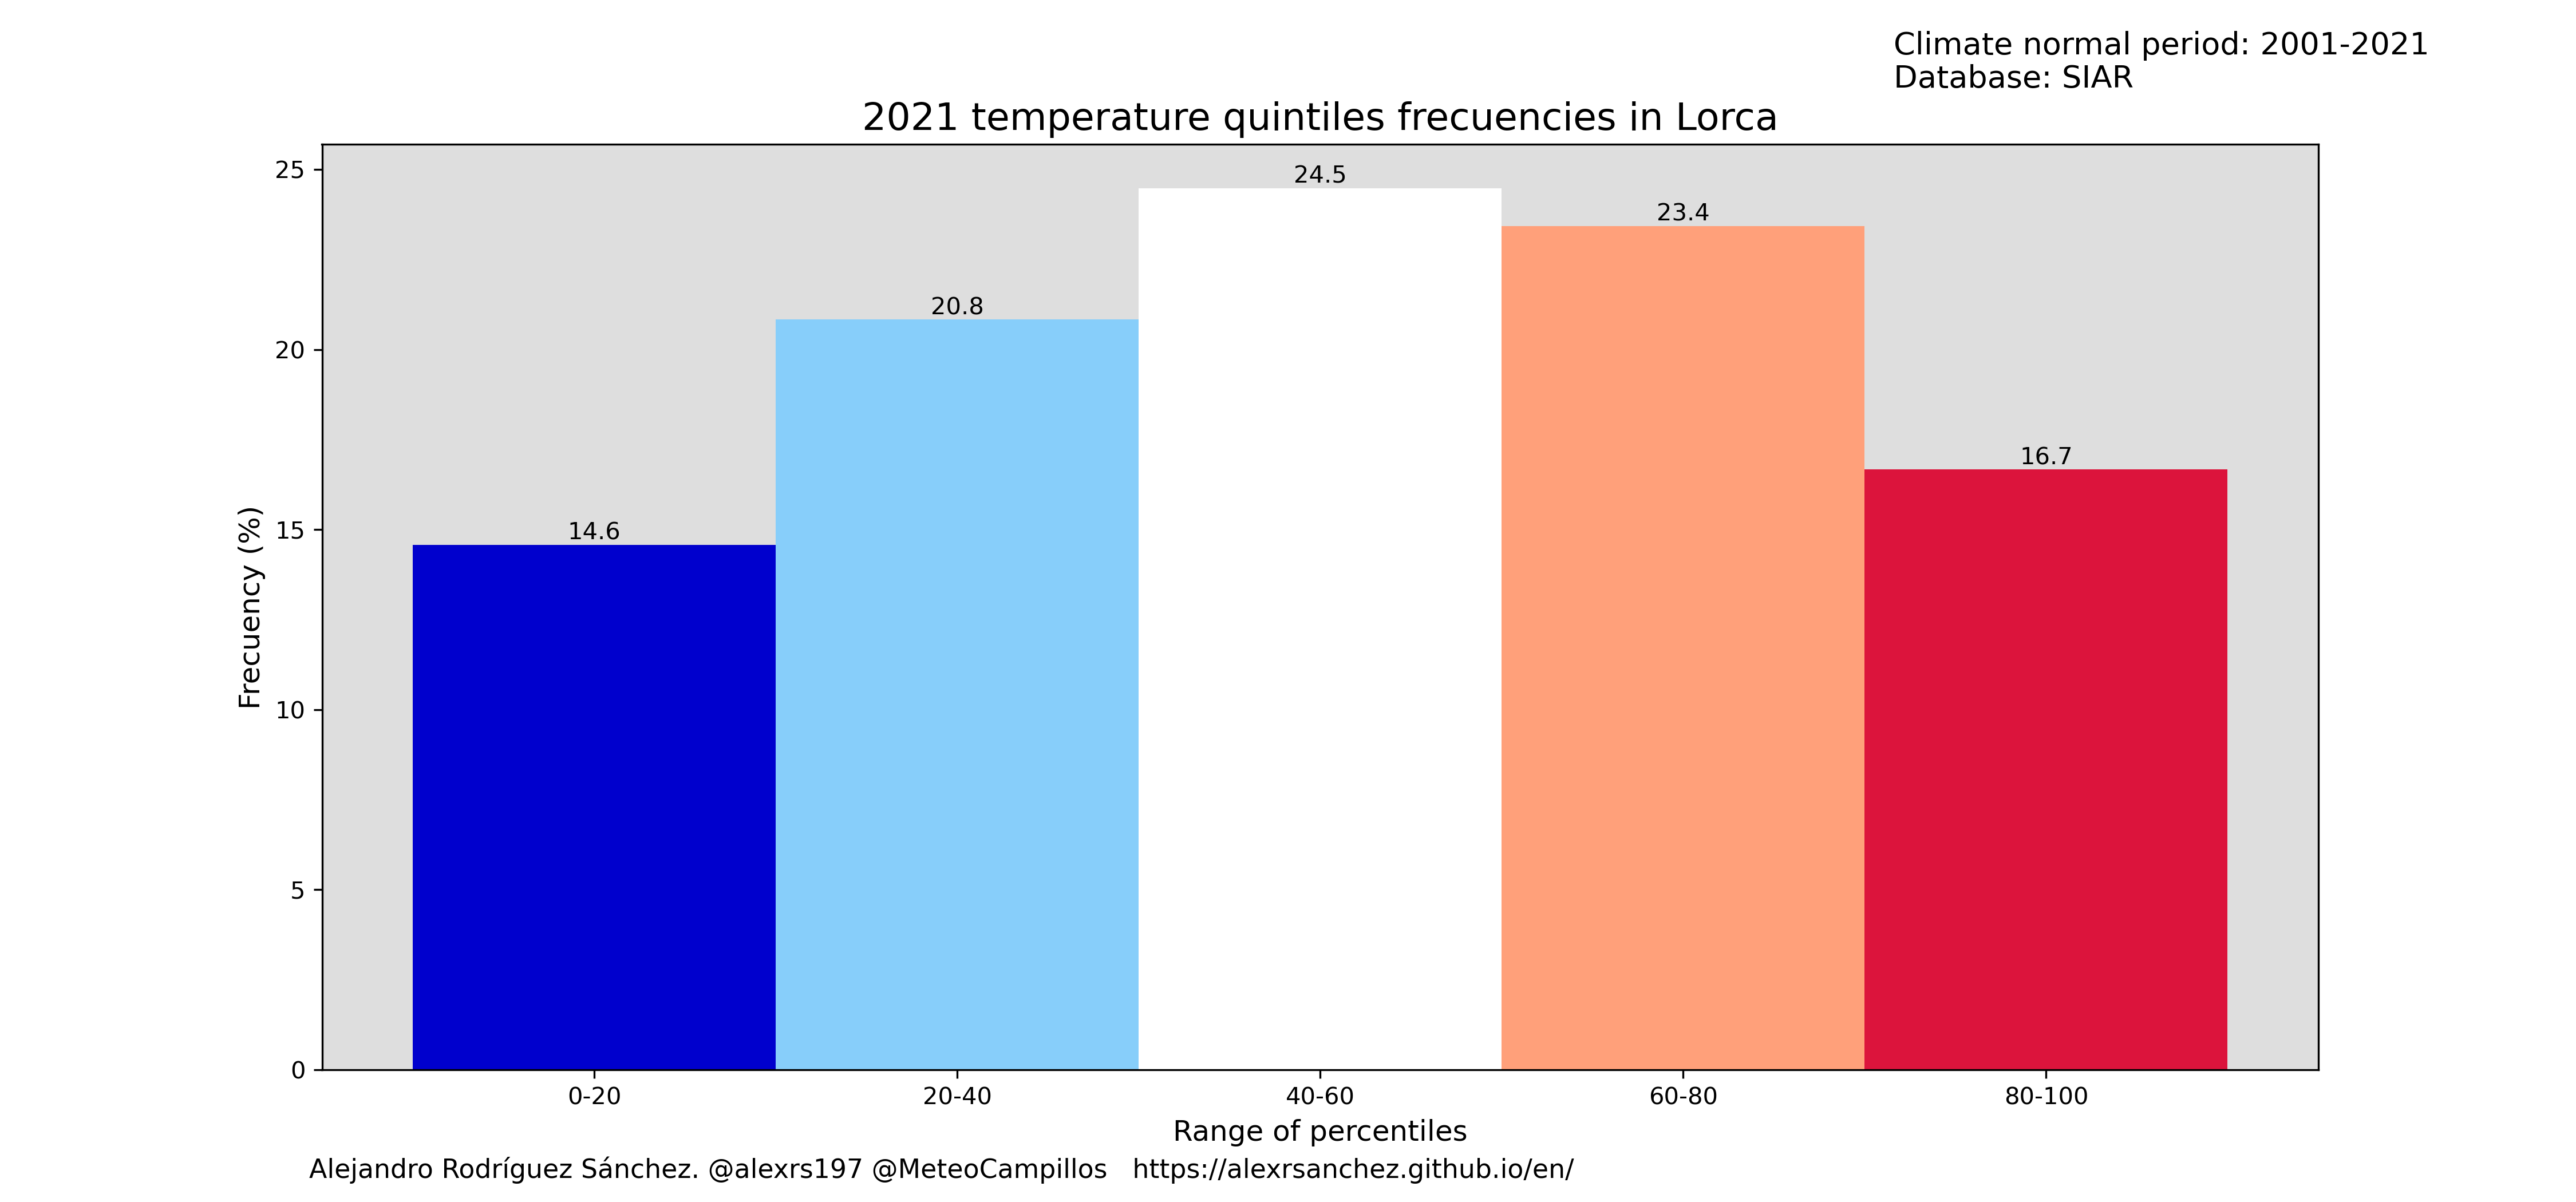 Climate normal period: 2001-2021
Database: SIAR
2021 temperature quintiles frecuencies in Lorca
25
20
15
10
5
0
Frecuency (%)
14.6
20.8
24.5
23.4
16.7
0-20 20-40 40-60 60-80 80-100
Range of percentiles
Alejandro Rodríguez Sánchez. @alexrs197 @MeteoCampillos https://alexrsanchez.github.io/en/